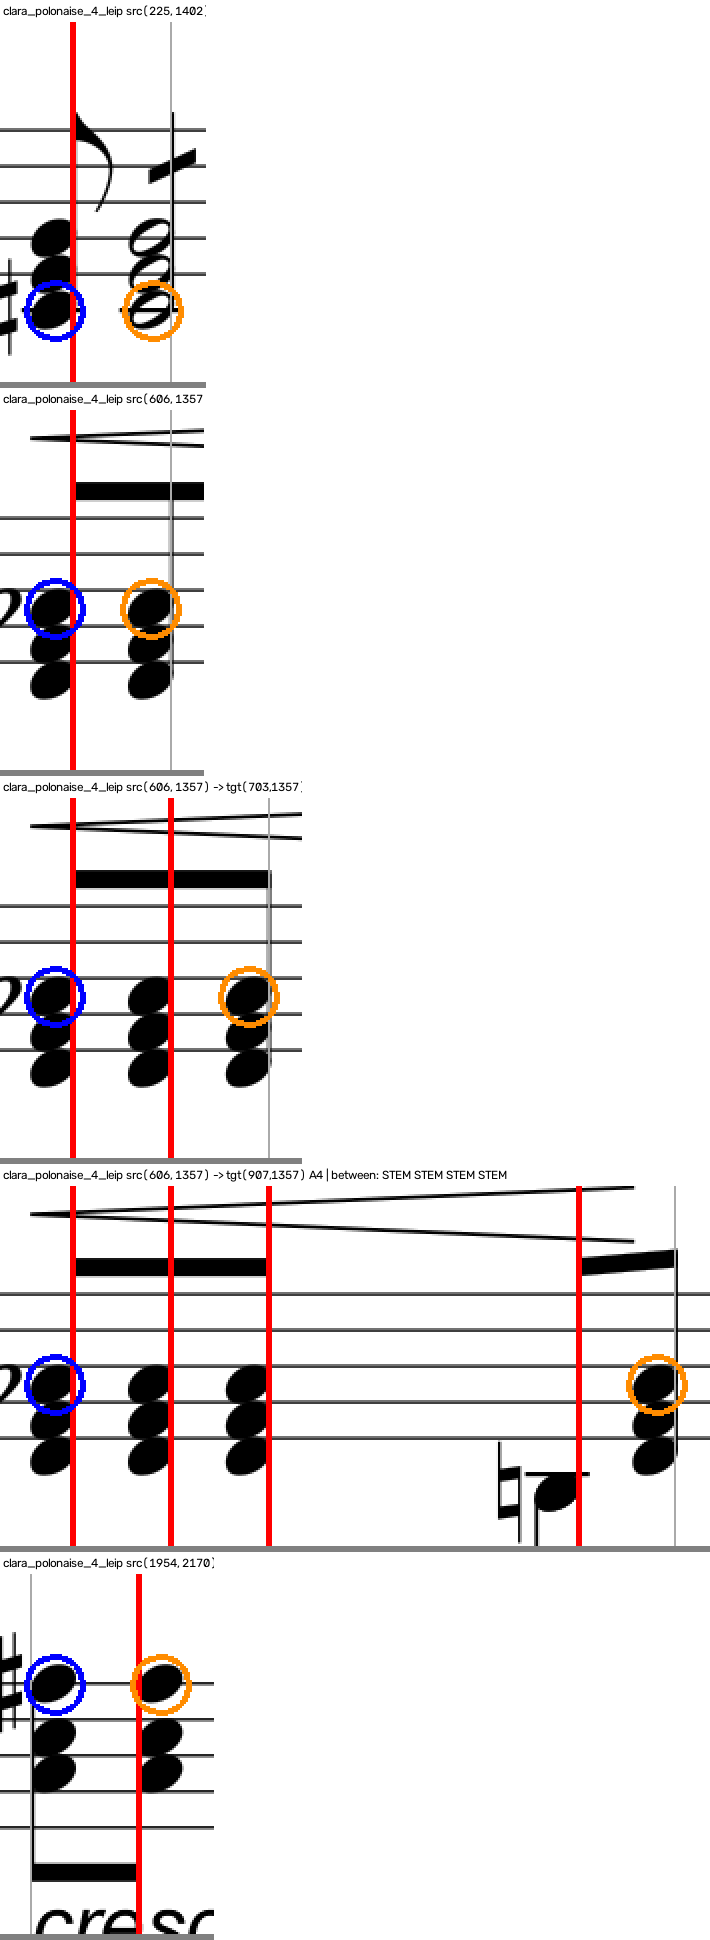 clara_polonaise_4_leip src(225, 1402)
clara_polonaise_4_leip src(606, 1357
clara_polonaise_4_leip src(606, 1357) -> tgt(703,1357)
clara_polonaise_4_leip src(606, 1357) -> tgt(907,1357) A4 | between: STEM STEM STEM STEM
clara_polonaise_4_leip src(1954, 2170)
cresc